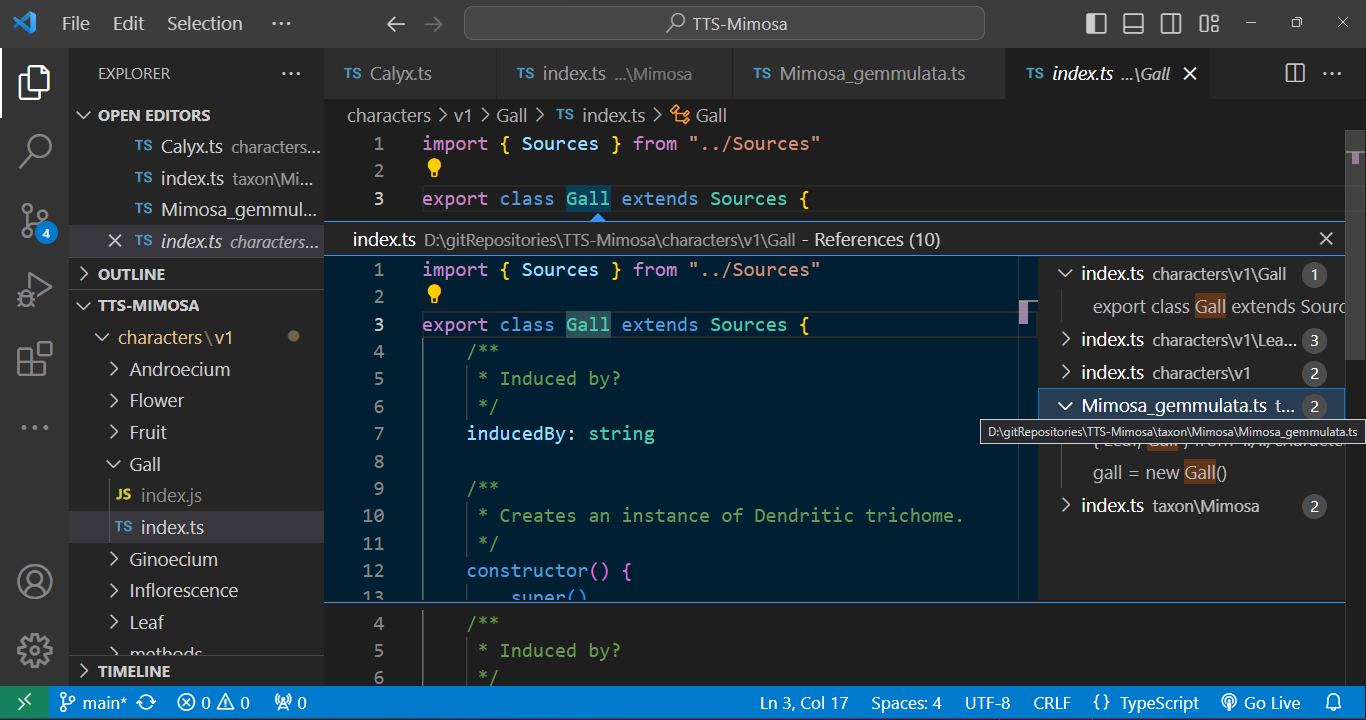 File Edit Selection ··· TTS-Mimosa
EXPLORER ···
OPEN EDITORS
TS Calyx.ts characters...
TS index.ts taxon\Mi...
TS Mimosa_gemmul...
TS index.ts characters...
OUTLINE
TTS-MIMOSA
characters\v1
Androecium
Flower
Fruit
Gall
JS index.js
TS index.ts
Ginoecium
Inflorescence
Leaf
methods
TIMELINE
4
TS Calyx.ts TS index.ts ...\Mimosa TS Mimosa_gemmulata.ts TS index.ts ...\Gall
characters > v1 > Gall > TS index.ts > Gall
1 import { Sources } from "../Sources"
2
3 export class Gall extends Sources {
index.ts D:\gitRepositories\TTS-Mimosa\characters\v1\Gall - References (10)
1 import { Sources } from "../Sources"
2
3 export class Gall extends Sources {
4 /**
5 * Induced by?
6 */
7 inducedBy: string
8
9 /**
10 * Creates an instance of Dendritic trichome.
11 */
12 constructor() {
13 super()
index.ts characters\v1\Gall 1
export class Gall extends Sourc
index.ts characters\v1\Lea... 3
index.ts characters\v1 2
Mimosa_gemmulata.ts t... 2
D:\gitRepositories\TTS-Mimosa\taxon\Mimosa\Mimosa_gemmulata.ts
gall = new Gall()
index.ts taxon\Mimosa 2
4 /**
5 * Induced by?
6 */
main* 0 0 0 Ln 3, Col 17 Spaces: 4 UTF-8 CRLF {} TypeScript Go Live